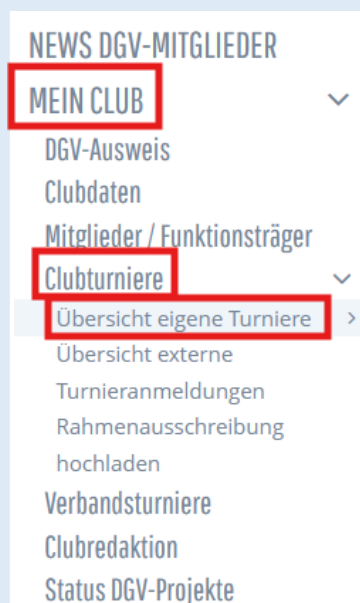 NEWS DGV-MITGLIEDER
MEIN CLUB
DGV-Ausweis
Clubdaten
Mitglieder / Funktionsträger
Clubturniere
Übersicht eigene Turniere
Übersicht externe
Turnieranmeldungen
Rahmenausschreibung
hochladen
Verbandsturniere
Clubredaktion
Status DGV-Projekte